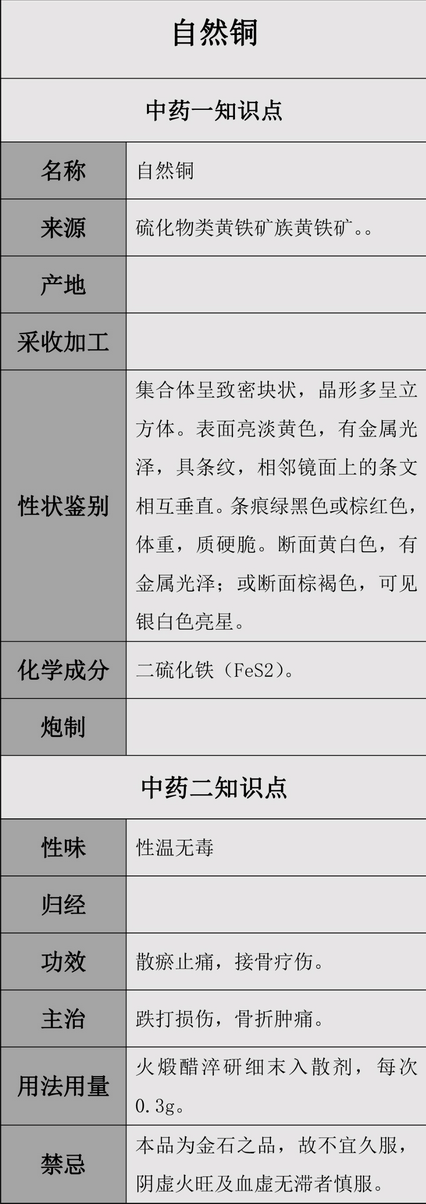 自然铜
中药一知识点
名称
自然铜
来源
硫化物类黄铁矿族黄铁矿。。
产地
采收加工
性状鉴别
集合体呈致密块状，晶形多呈立
方体。表面亮淡黄色，有金属光
泽，具条纹，相邻镜面上的条文
相互垂直。条痕绿黑色或棕红色，
体重，质硬脆。断面黄白色，有
金属光泽；或断面棕褐色，可见
银白色亮星。
化学成分
二硫化铁（FeS2）。
炮制
中药二知识点
性味
性温无毒
归经
功效
散瘀止痛，接骨疗伤。
主治
跌打损伤，骨折肿痛。
用法用量
火煅醋淬研细末入散剂，每次
0.3g。
禁忌
本品为金石之品，故不宜久服，
阴虚火旺及血虚无滞者慎服。